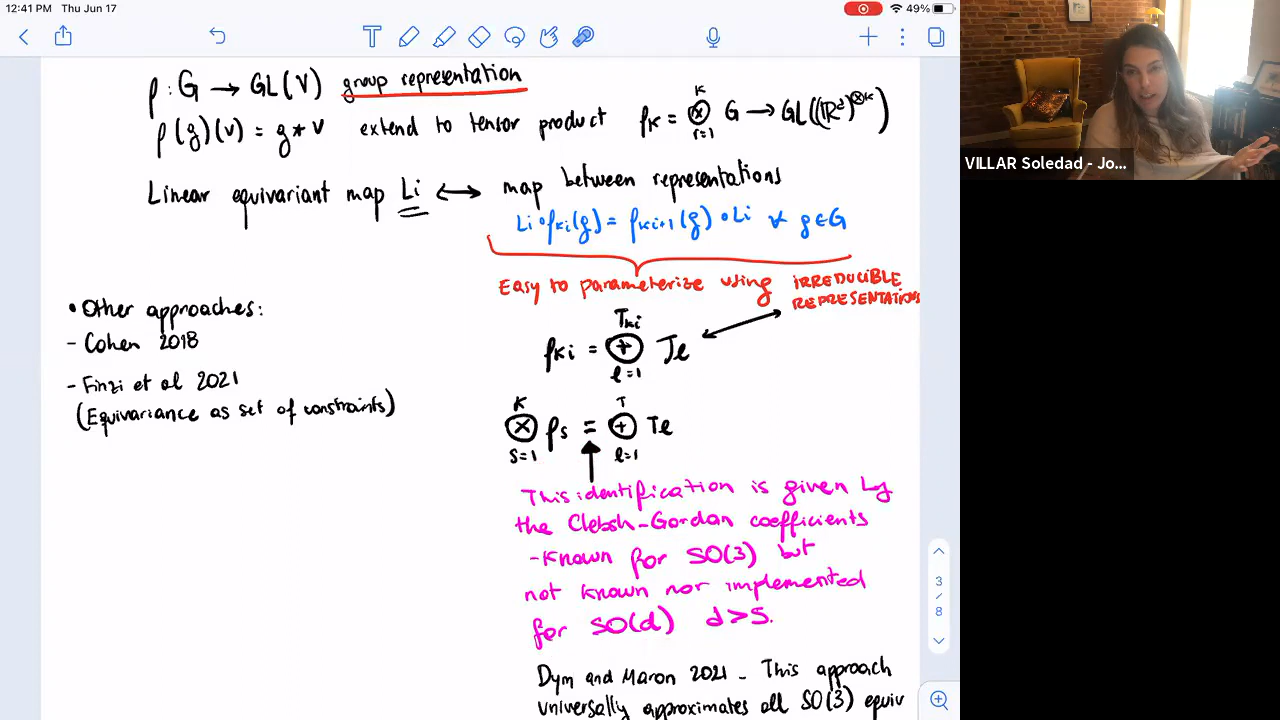 12:41 PM Thu Jun 17
49%
ρ : G → GL(V) group representation
ρ(g)(v) = g * v extend to tensor product ρ_K = ⊗_{r=1}^{K} G → GL((ℝ^d)^{⊗K})
Linear equivariant map Li ⟷ map between representations
Li ∘ ρ_{Ki}(g) = ρ_{Ki+1}(g) ∘ Li ∀ g ∈ G
Easy to parameterize using IRREDUCIBLE
REPRESENTATIONS
• Other approaches:
- Cohen 2018
- Finzi et al 2021
(Equivariance as set of constraints)
ρ_{Ki} = ⊕_{ℓ=1}^{T_{Ki}} Tℓ
⊗_{s=1}^{K} ρ_s = ⊕_{ℓ=1}^{T} Tℓ
This identification is given by
the Clebsh-Gordan coefficients
- Known for SO(3) but
not known nor implemented
for SO(d) d>5.
Dym and Maron 2021 - This approach
universally approximates all SO(3) equiv
3
/
8
VILLAR Soledad - Jo...